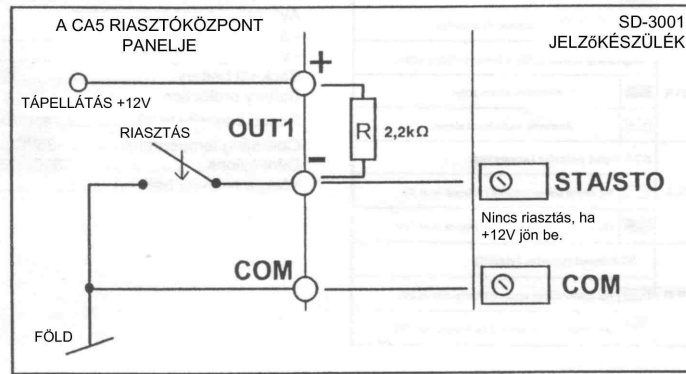 A CA5 RIASZTÓKÖZPONT
PANELJE
SD-3001
JELZőKÉSZÜLÉK
+
TÁPELLÁTÁS +12V
RIASZTÁS
OUT1
R
2,2kΩ
-
STA/STO
Nincs riasztás, ha
+12V jön be.
COM
COM
FÖLD